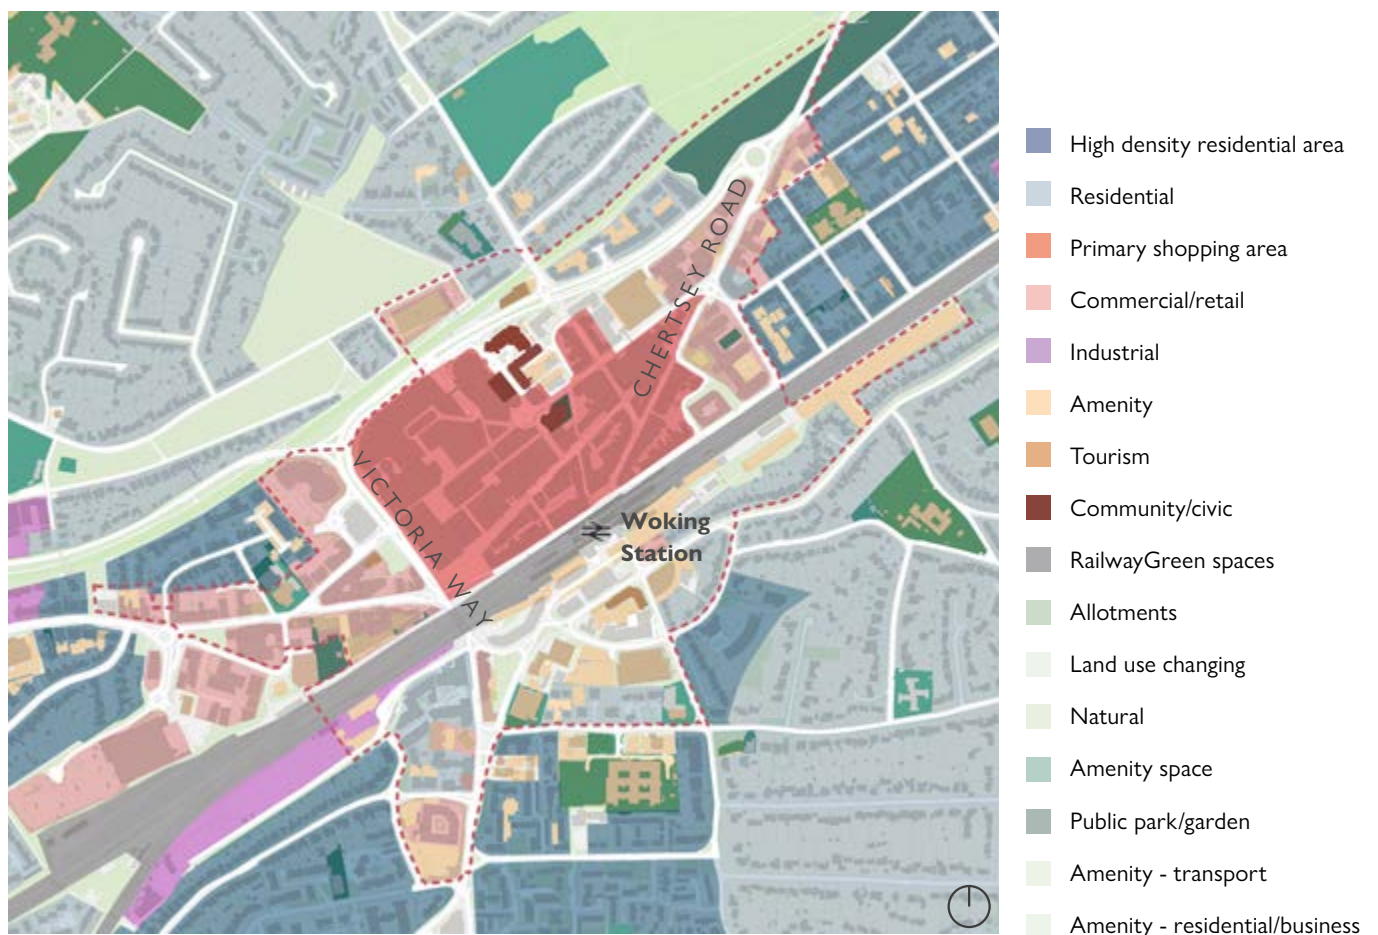 CHERTSEY ROAD
VICTORIA WAY
Woking
Station
High density residential area
Residential
Primary shopping area
Commercial/retail
Industrial
Amenity
Tourism
Community/civic
RailwayGreen spaces
Allotments
Land use changing
Natural
Amenity space
Public park/garden
Amenity - transport
Amenity - residential/business